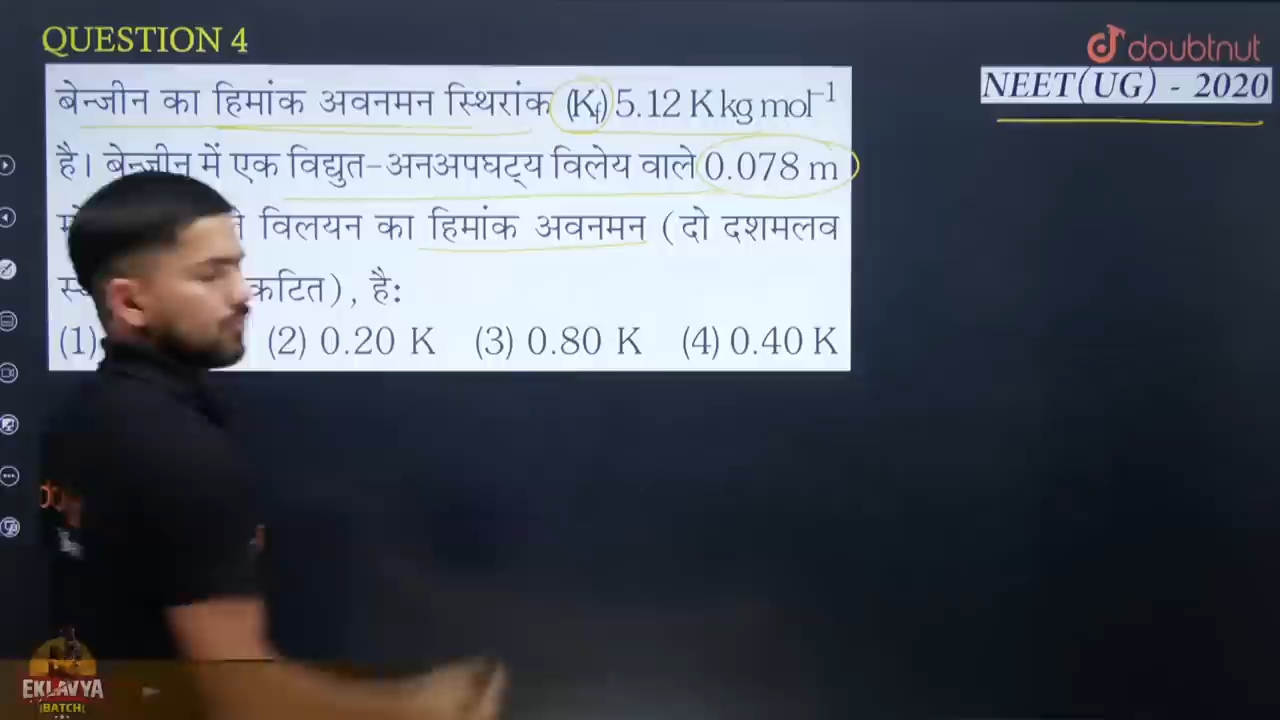 QUESTION 4
doubtnut
NEET(UG) - 2020
बेन्जीन का हिमांक अवनमन स्थिरांक (Kf) 5.12 K kg mol⁻¹
है। बेन्जीन में एक विद्युत-अनअपघट्य विलेय वाले 0.078 m
विलयन का हिमांक अवनमन (दो दशमलव
), है:
(1) (2) 0.20 K (3) 0.80 K (4) 0.40 K
EKLAVYA
BATCH